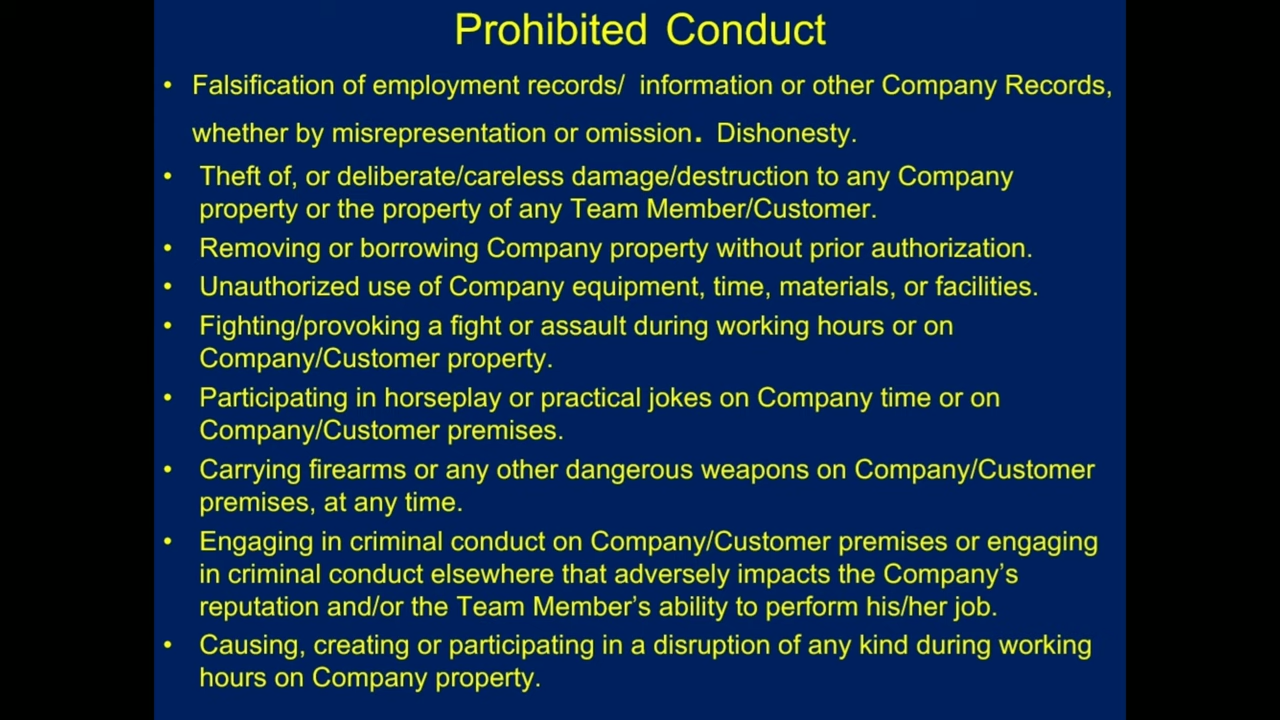 Prohibited Conduct
• Falsification of employment records/ information or other Company Records,
whether by misrepresentation or omission. Dishonesty.
• Theft of, or deliberate/careless damage/destruction to any Company
property or the property of any Team Member/Customer.
• Removing or borrowing Company property without prior authorization.
• Unauthorized use of Company equipment, time, materials, or facilities.
• Fighting/provoking a fight or assault during working hours or on
Company/Customer property.
• Participating in horseplay or practical jokes on Company time or on
Company/Customer premises.
• Carrying firearms or any other dangerous weapons on Company/Customer
premises, at any time.
• Engaging in criminal conduct on Company/Customer premises or engaging
in criminal conduct elsewhere that adversely impacts the Company’s
reputation and/or the Team Member’s ability to perform his/her job.
• Causing, creating or participating in a disruption of any kind during working
hours on Company property.